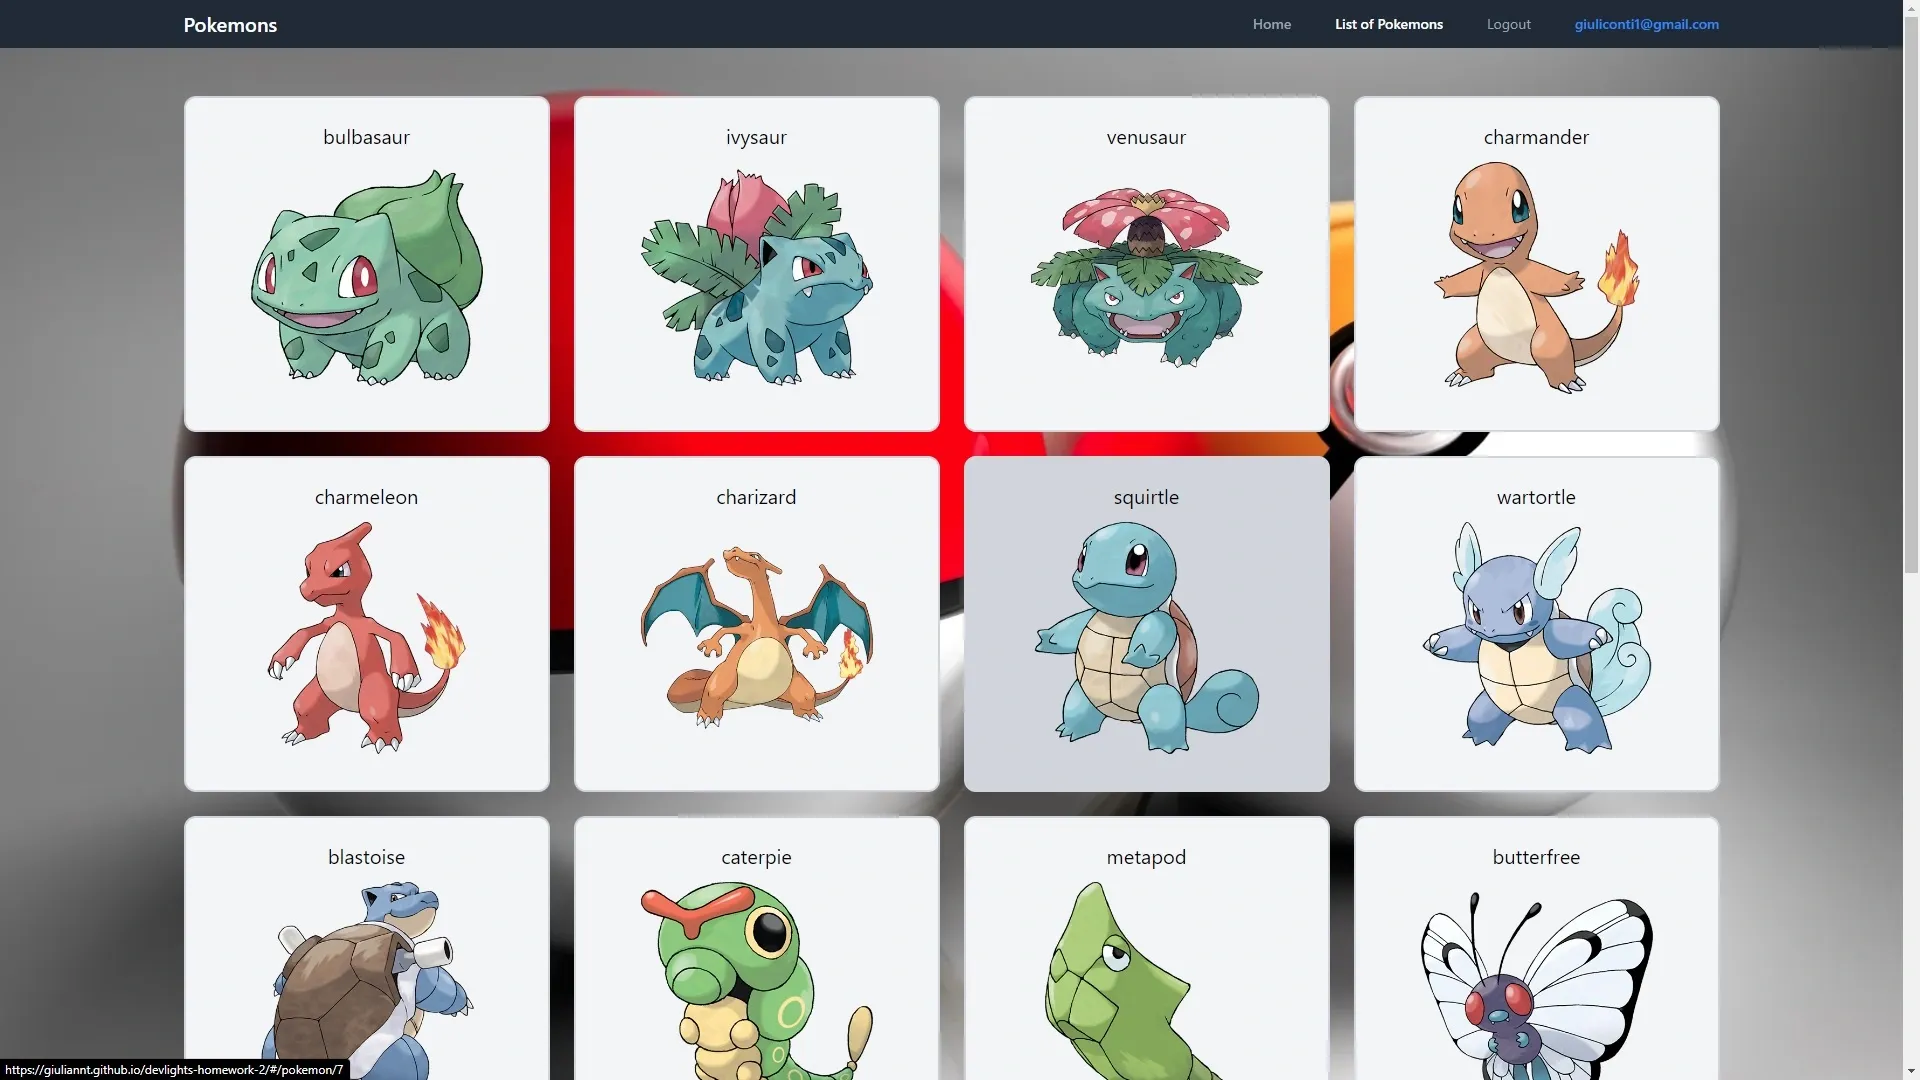 Pokemons
Home
List of Pokemons
Logout
giuliconti1@gmail.com
bulbasaur
ivysaur
venusaur
charmander
charmeleon
charizard
squirtle
wartortle
blastoise
caterpie
metapod
butterfree
https://giuliannt.github.io/devlights-homework-2/#/pokemon/7